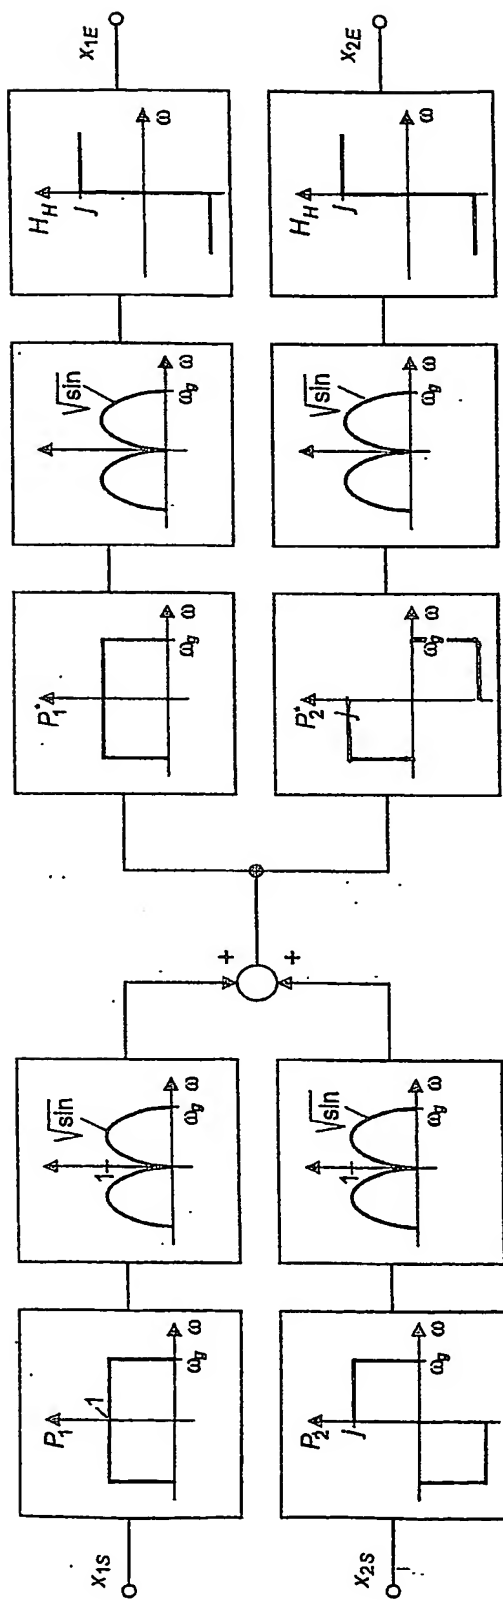 x1S
P1
1
ω
ωg
1
√sin
ω
ωg
+
P1*
ω
ωg
√sin
ω
ωg
HH
j
ω
x1E
x2S
P2
j
ω
ωg
1
√sin
ω
ωg
+
P2*
j
ω
ωg
√sin
ω
ωg
HH
j
ω
x2E